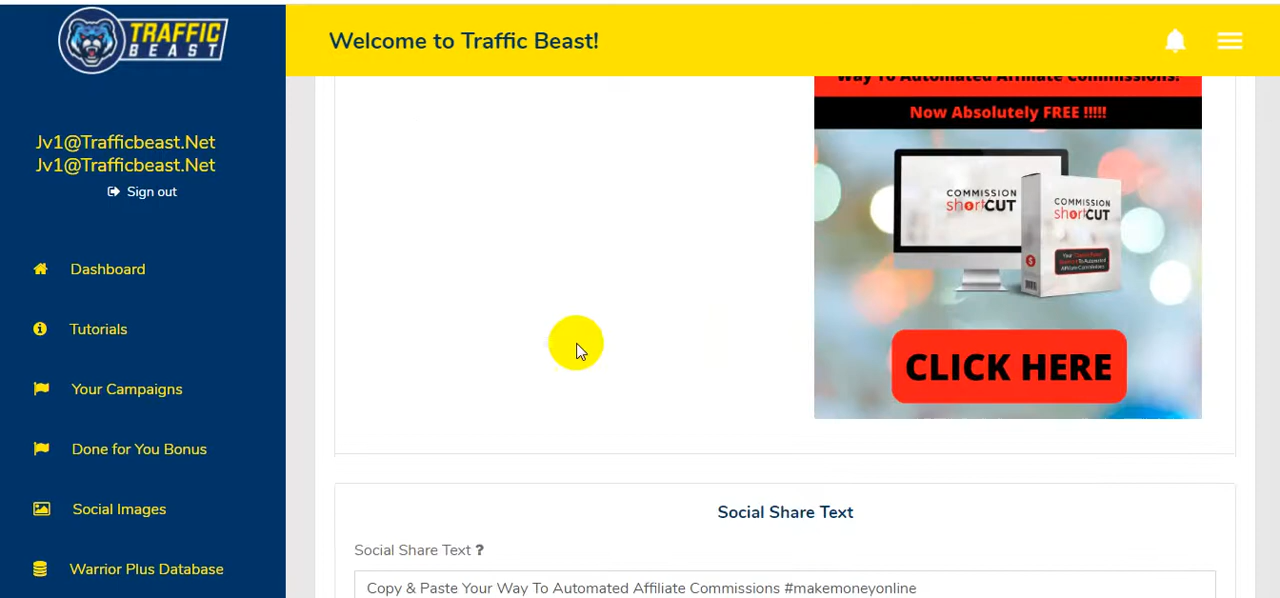 TRAFFIC
BEAST
Welcome to Traffic Beast!
Jv1@Trafficbeast.Net
Jv1@Trafficbeast.Net
Sign out
Dashboard
Tutorials
Your Campaigns
Done for You Bonus
Social Images
Warrior Plus Database
Way To Automated Affiliate Commissions!
Now Absolutely FREE !!!!!
COMMISSION
shortCUT
COMMISSION
shortCUT
CLICK HERE
Social Share Text
Social Share Text ?
Copy & Paste Your Way To Automated Affiliate Commissions #makemoneyonline